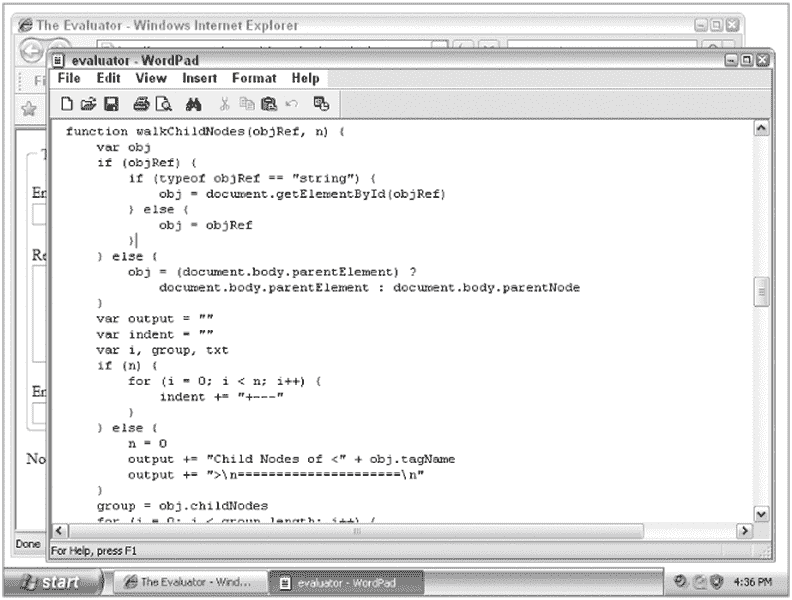 The Evaluator - Windows Internet Explorer
evaluator - WordPad
File Edit View Insert Format Help
function walkChildNodes(objRef, n) {
var obj
if (objRef) {
if (typeof objRef == "string") {
obj = document.getElementById(objRef)
} else {
obj = objRef
}
} else {
obj = (document.body.parentElement) ?
document.body.parentElement : document.body.parentNode
}
var output = ""
var indent = ""
var i, group, txt
if (n) {
for (i = 0; i < n; i++) {
indent += "+---"
}
} else {
n = 0
output += "Child Nodes of <" + obj.tagName
output += ">\n=====================\n"
}
group = obj.childNodes
for (i = 0; i < group.length; i++) {
Done
For Help, press F1
start The Evaluator - Wind... evaluator - WordPad 4:36 PM